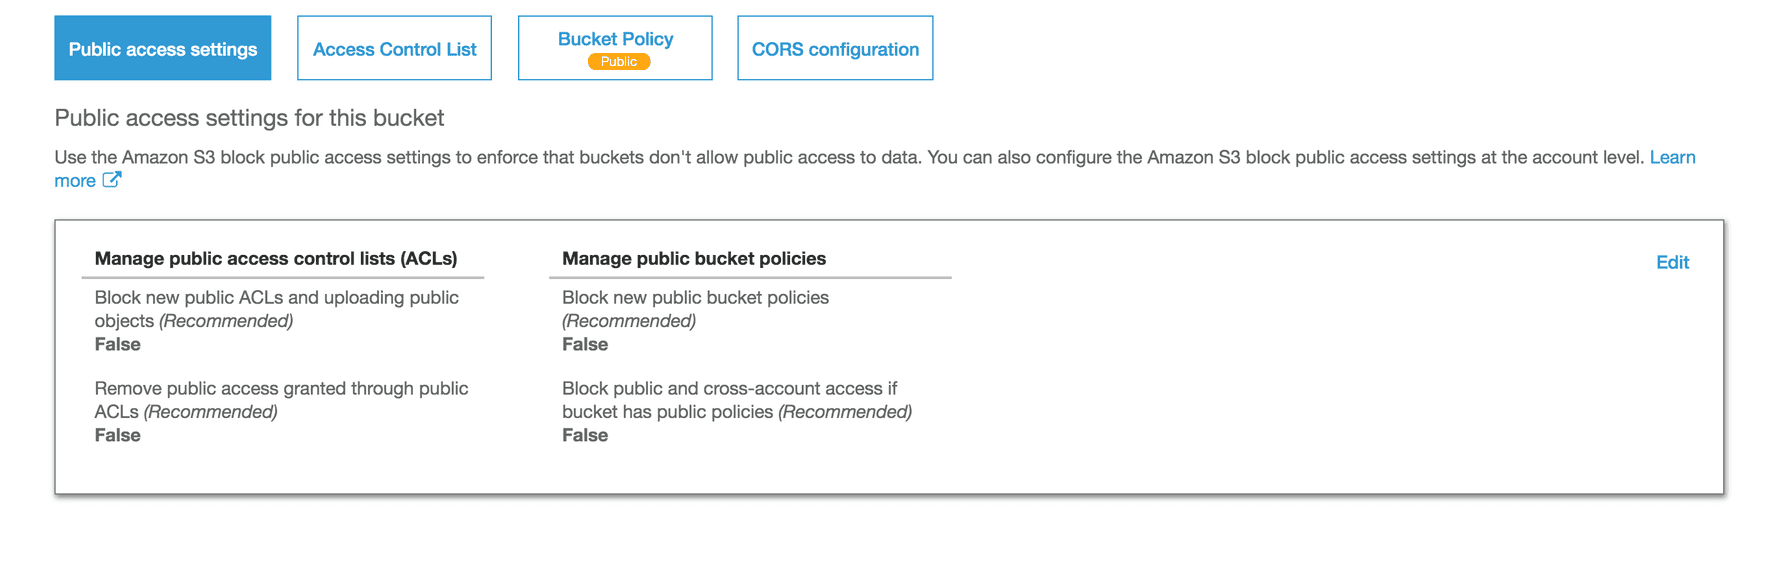 Public access settings
Access Control List
Bucket Policy
Public
CORS configuration
Public access settings for this bucket
Use the Amazon S3 block public access settings to enforce that buckets don't allow public access to data. You can also configure the Amazon S3 block public access settings at the account level. Learn
more
Manage public access control lists (ACLs)
Block new public ACLs and uploading public
objects (Recommended)
False
Remove public access granted through public
ACLs (Recommended)
False
Manage public bucket policies
Block new public bucket policies
(Recommended)
False
Block public and cross-account access if
bucket has public policies (Recommended)
False
Edit